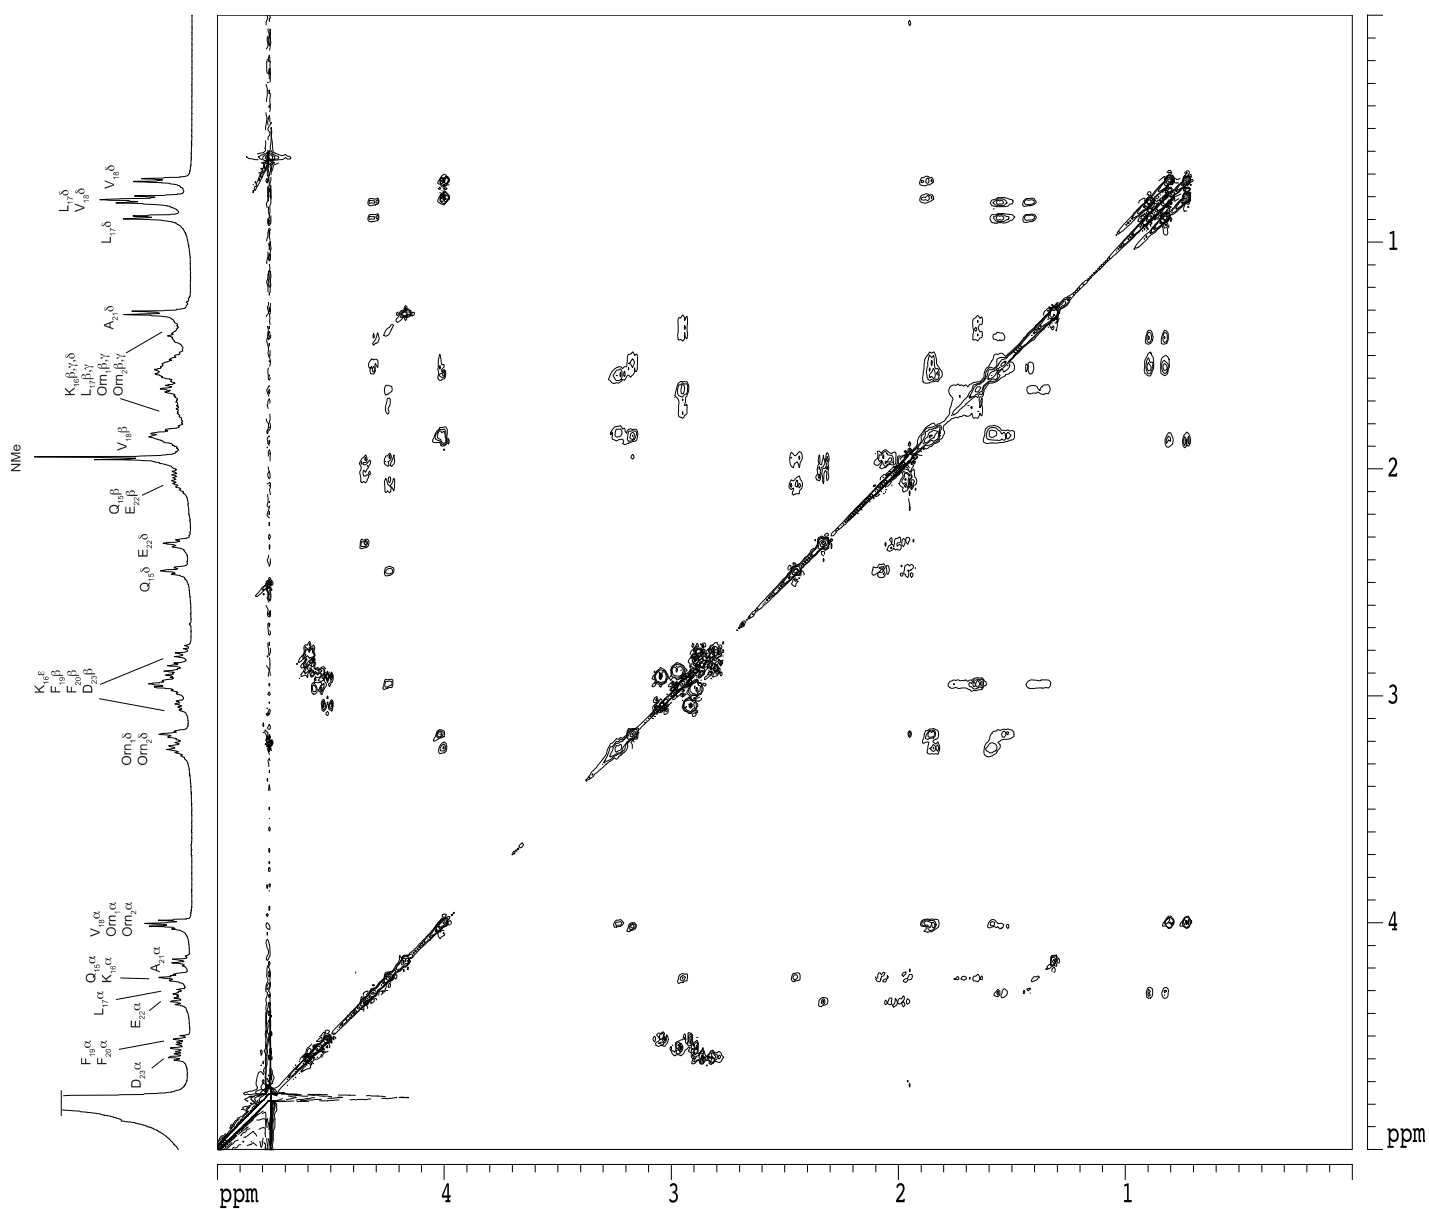 V₁₈δ
L₁₇δ
V₁₈δ
L₁₇δ
A₂₁δ
K₁₆β,γ,δ
L₁₇β,γ
Orn₁β,γ
Orn₂β,γ
V₁₈β
NMe
Q₁₅β
E₂₂β
E₂₂δ
Q₁₅δ
K₁₆ε
F₁₉β
F₂₀β
D₂₃β
Orn₁δ
Orn₂δ
V₁₈α
Orn₁α
Orn₂α
Q₁₅α
K₁₆α
A₂₁α
L₁₇α
E₂₂α
F₁₉α
F₂₀α
D₂₃α
1
2
3
4
ppm
ppm 4 3 2 1